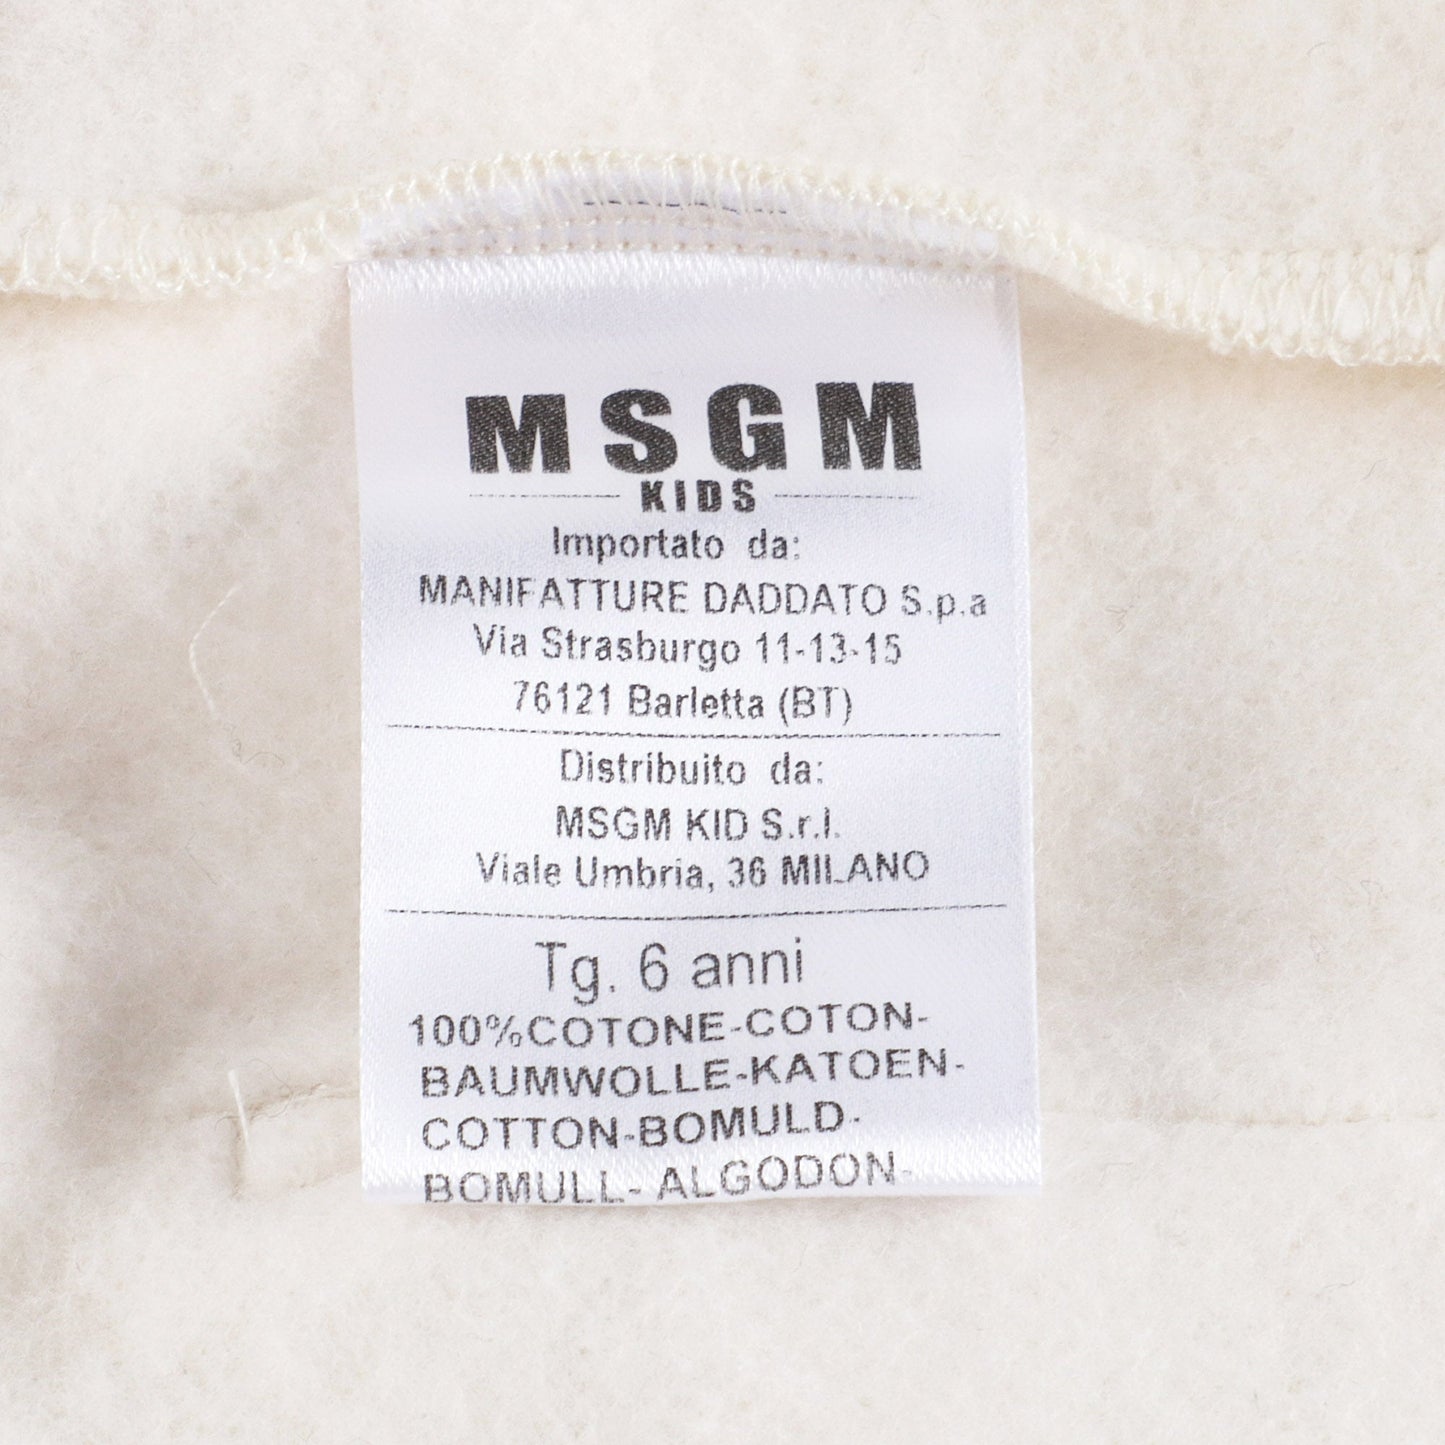 MSGM
KIDS
Importato da:
MANIFATTURE DADDATO S.p.a
Via Strasburgo 11-13-15
76121 Barletta (BT)
Distribuito da:
MSGM KID S.r.l.
Viale Umbria, 36 MILANO
Tg. 6 anni
100%COTONE-COTON-
BAUMWOLLE-KATOEN-
COTTON-BOMULD-
BOMULL- ALGODON-